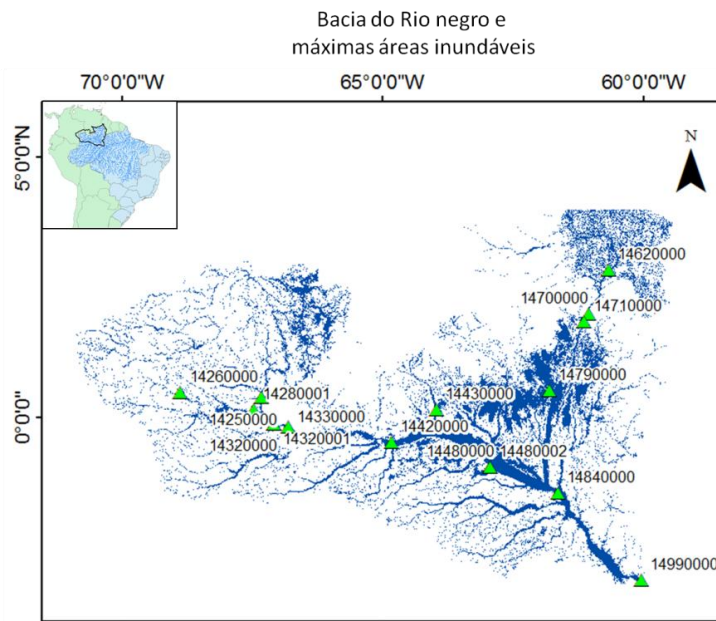 Bacia do Rio negro e
máximas áreas inundáveis
70°0'0"W
65°0'0"W
60°0'0"W
5°0'0"N
N
14620000
14700000
14710000
14260000
14790000
14280001
14430000
0°0'0"
14250000
14330000
14420000
14320000
14320001
14480000
14480002
14840000
14990000